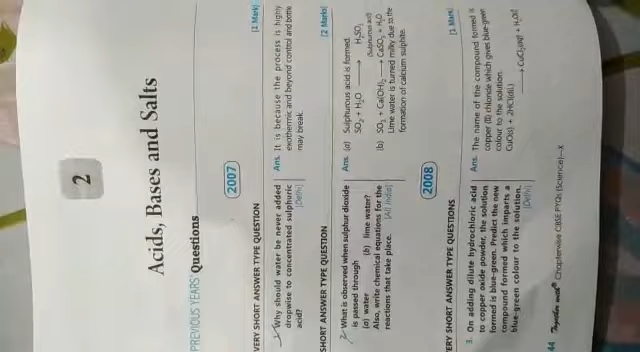 2
Acids, Bases and Salts
PREVIOUS YEARS' Questions
2007
VERY SHORT ANSWER TYPE QUESTION [1 Mark]
1. Why should water be never added
dropwise to concentrated sulphuric
acid? [Delhi]
Ans. It is because the process is highly
exothermic and beyond control and bottle
may break.
SHORT ANSWER TYPE QUESTION [2 Marks]
2. What is observed when sulphur dioxide
is passed through
(a) water (b) lime water?
Also, write chemical equations for the
reactions that take place. [All India]
Ans. (a) Sulphurous acid is formed.
SO₂ + H₂O ⟶ H₂SO₃
(Sulphurous acid)
(b) SO₂ + Ca(OH)₂ ⟶ CaSO₃ + H₂O
Lime water is turned milky due to the
formation of calcium sulphite.
2008
VERY SHORT ANSWER TYPE QUESTIONS [1 Mark]
3. On adding dilute hydrochloric acid
to copper oxide powder, the solution
formed is blue-green. Predict the new
compound formed which imparts a
blue-green colour to the solution. [Delhi]
Ans. The name of the compound formed is
copper (II) chloride which gives blue-green
colour to the solution.
CuO(s) + 2HCl(dil.)
⟶ CuCl₂(aq) + H₂O(l)
44 Together with® Chapterwise CBSE PYQs (Science)—X